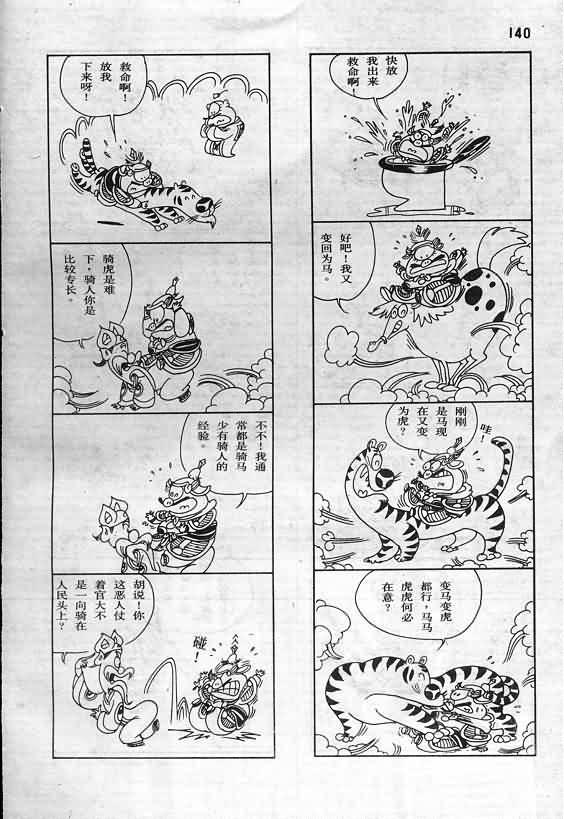 140
快放
我出来
救命啊！
好吧！我又
变回为马。
刚刚
是马现
在又变
为虎？
哇！
变马变虎
都行，马马
虎虎何必
在意？
救命啊！
放我
下来呀！
骑虎是难
下，骑人你是
比较专长。
不不！我通
常都是骑马
少有骑人的
经验。
胡说！你
这恶人仗
着官大不
是一向骑在
人民头上？
碰！